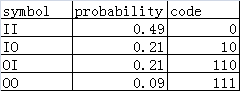 symbol probability code
II 0.49 0
IO 0.21 10
OI 0.21 110
OO 0.09 111